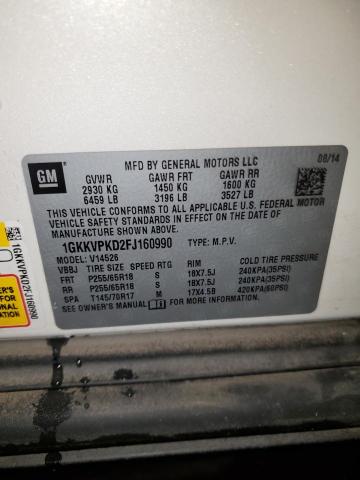 GM
MFD BY GENERAL MOTORS LLC
08/14
GVWR GAWR FRT GAWR RR
2930 KG 1450 KG 1600 KG
6459 LB 3196 LB 3527 LB
THIS VEHICLE CONFORMS TO ALL APPLICABLE U.S. FEDERAL MOTOR
VEHICLE SAFETY STANDARDS IN EFFECT ON THE DATE OF
MANUFACTURE SHOWN ABOVE.
1GKKVPKD2FJ160990 TYPE: M.P.V.
MODEL: V14526
VBBJ TIRE SIZE SPEED RTG RIM COLD TIRE PRESSURE
FRT P255/65R18 S 18X7.5J 240KPA(35PSI)
RR P255/65R18 S 18X7.5J 240KPA(35PSI)
SPA T145/70R17 M 17X4.5B 420KPA(60PSI)
SEE OWNER'S MANUAL FOR MORE INFORMATION.
1GKKVPKD2FJ160990